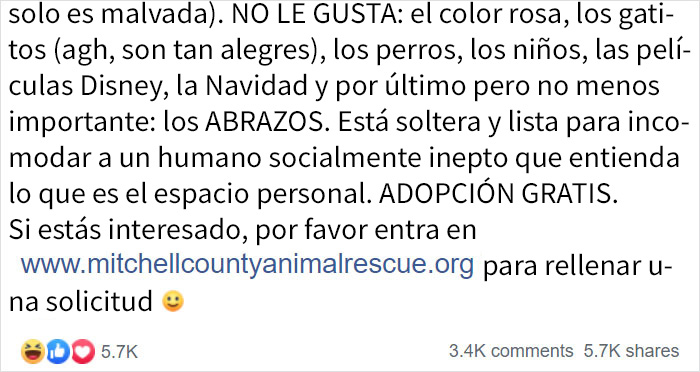 solo es malvada). NO LE GUSTA: el color rosa, los gati-
tos (agh, son tan alegres), los perros, los niños, las pelí-
culas Disney, la Navidad y por último pero no menos
importante: los ABRAZOS. Está soltera y lista para inco-
modar a un humano socialmente inepto que entienda
lo que es el espacio personal. ADOPCIÓN GRATIS.
Si estás interesado, por favor entra en
www.mitchellcountyanimalrescue.org para rellenar u-
na solicitud 🙂
5.7K 3.4K comments 5.7K shares